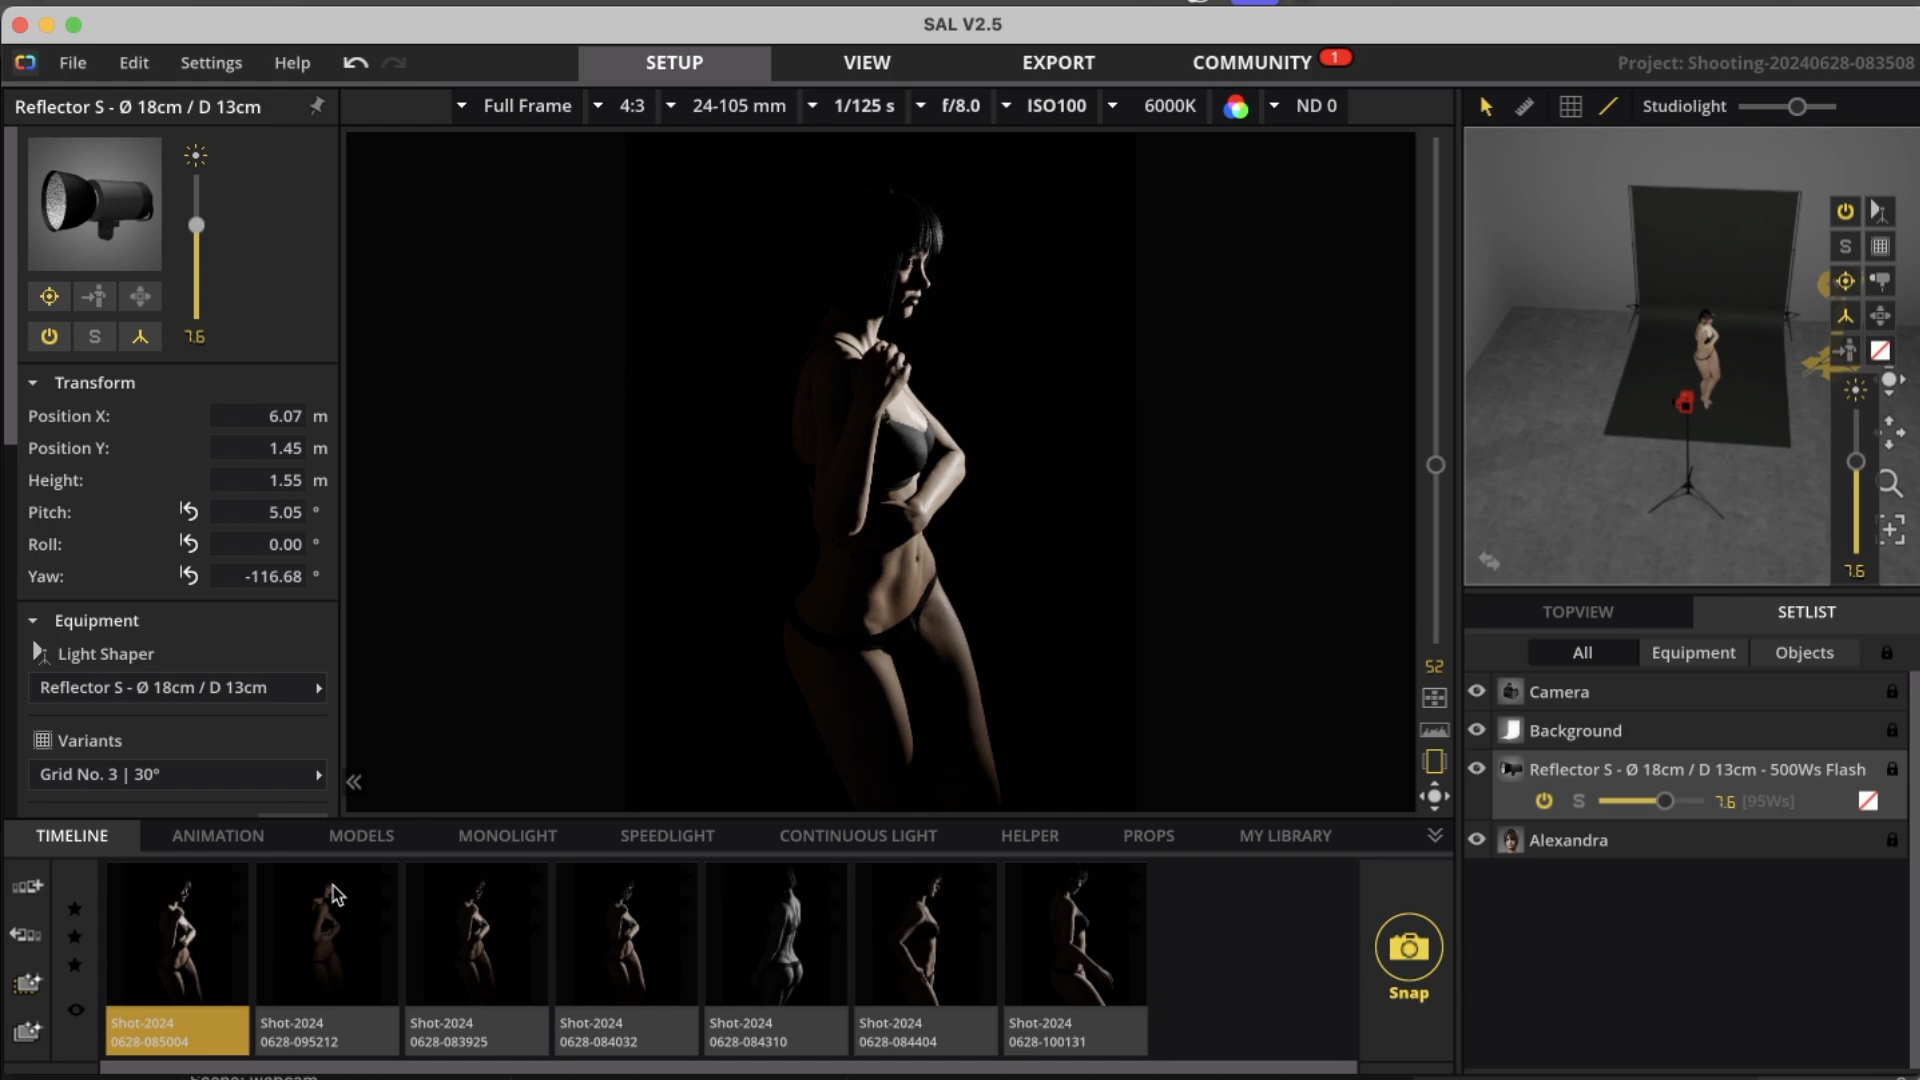 SAL V2.5
File Edit Settings Help SETUP VIEW EXPORT COMMUNITY 1 Project: Shooting-20240628-083508
Reflector S - Ø 18cm / D 13cm Full Frame 4:3 24-105 mm 1/125 s f/8.0 ISO100 6000K ND 0 Studiolight
S
7.6
Transform
Position X: 6.07 m
Position Y: 1.45 m
Height: 1.55 m
Pitch: 5.05 °
Roll: 0.00 °
Yaw: -116.68 °
Equipment
Light Shaper
Reflector S - Ø 18cm / D 13cm
Variants
Grid No. 3 | 30°
52
S
7.6
TOPVIEW SETLIST
All Equipment Objects
Camera
Background
Reflector S - Ø 18cm / D 13cm - 500Ws Flash
S 7.6 [95Ws]
Alexandra
TIMELINE ANIMATION MODELS MONOLIGHT SPEEDLIGHT CONTINUOUS LIGHT HELPER PROPS MY LIBRARY
Shot-2024
0628-085004
Shot-2024
0628-095212
Shot-2024
0628-083925
Shot-2024
0628-084032
Shot-2024
0628-084310
Shot-2024
0628-084404
Shot-2024
0628-100131
Snap